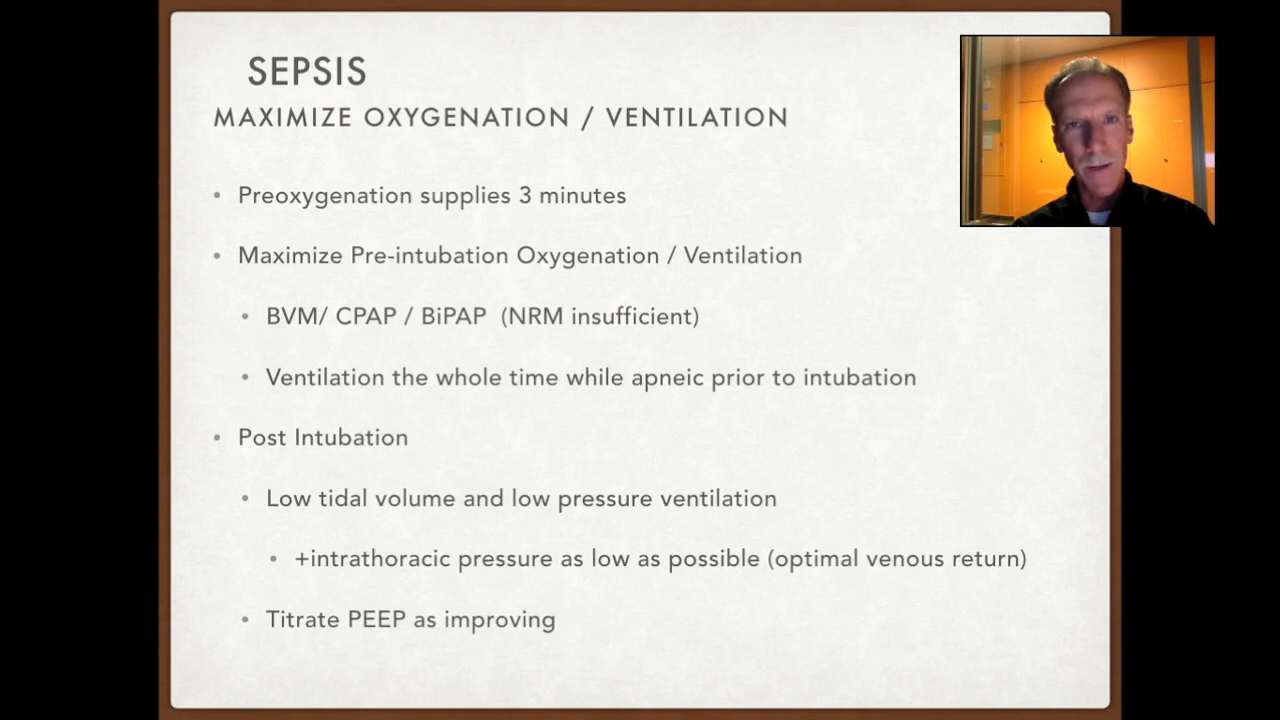 SEPSIS
MAXIMIZE OXYGENATION / VENTILATION
• Preoxygenation supplies 3 minutes
• Maximize Pre-intubation Oxygenation / Ventilation
• BVM/ CPAP / BiPAP (NRM insufficient)
• Ventilation the whole time while apneic prior to intubation
• Post Intubation
• Low tidal volume and low pressure ventilation
• +intrathoracic pressure as low as possible (optimal venous return)
• Titrate PEEP as improving